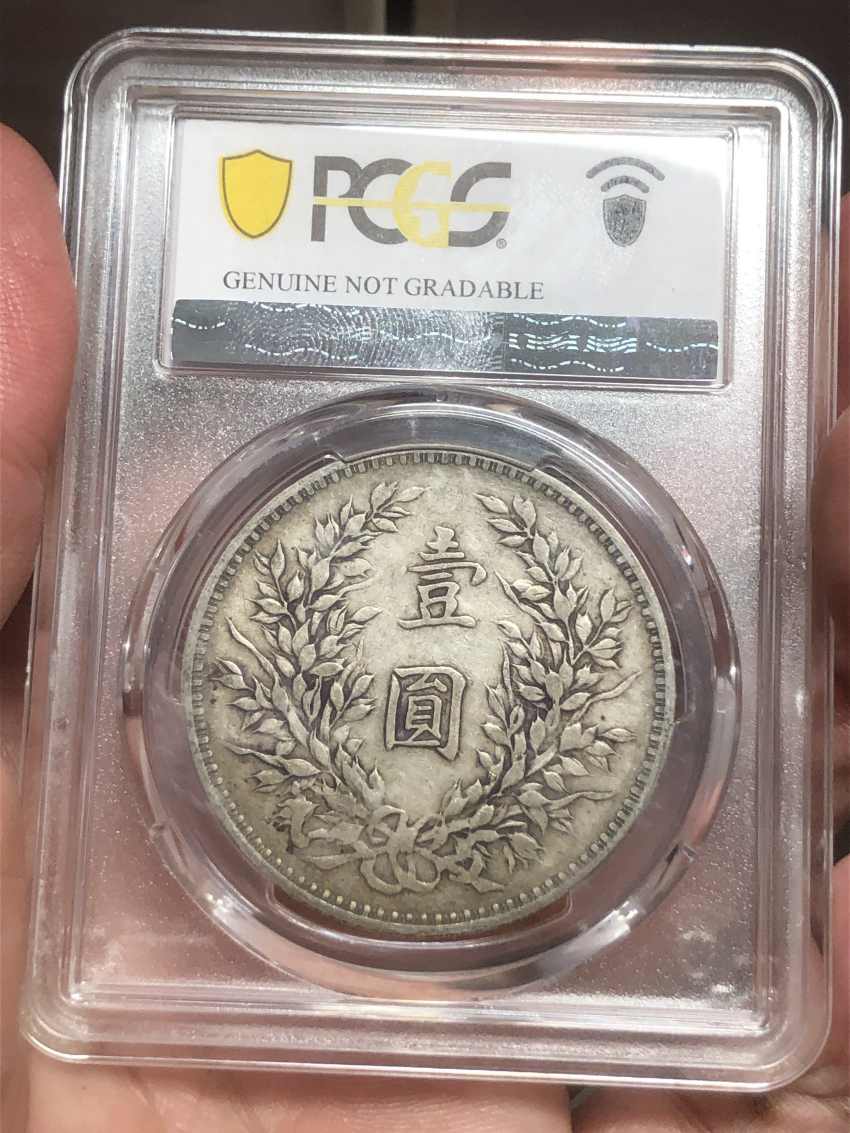 PCGS®
GENUINE NOT GRADABLE
壹
圓